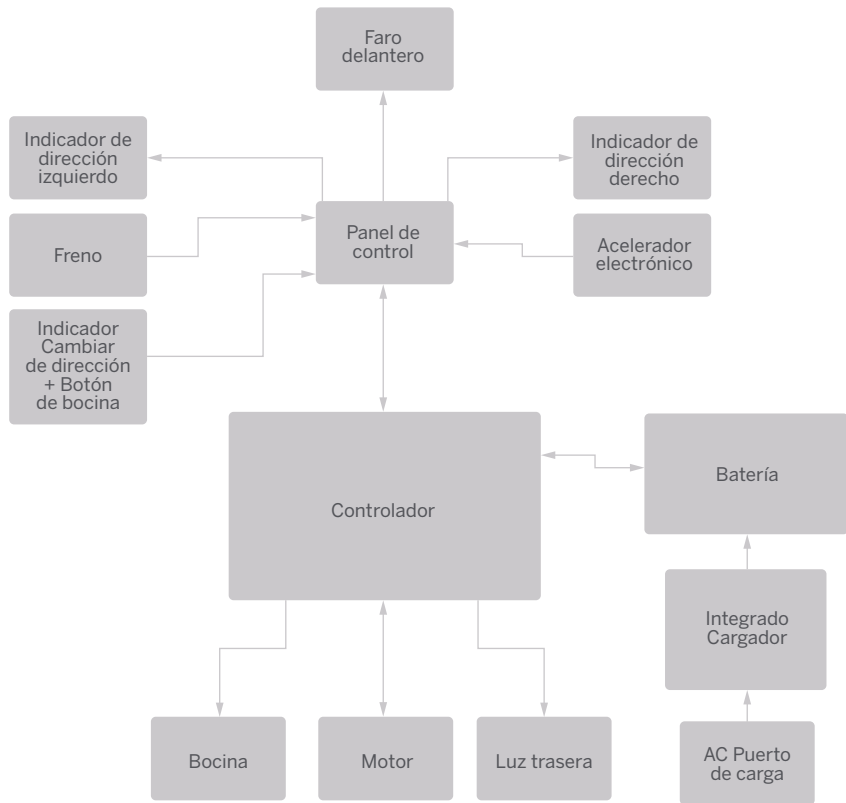 Faro
delantero
Indicador de
dirección
izquierdo
Indicador de
dirección
derecho
Freno
Panel de
control
Acelerador
electrónico
Indicador
Cambiar
de dirección
+ Botón
de bocina
Controlador
Batería
Integrado
Cargador
Bocina
Motor
Luz trasera
AC Puerto
de carga